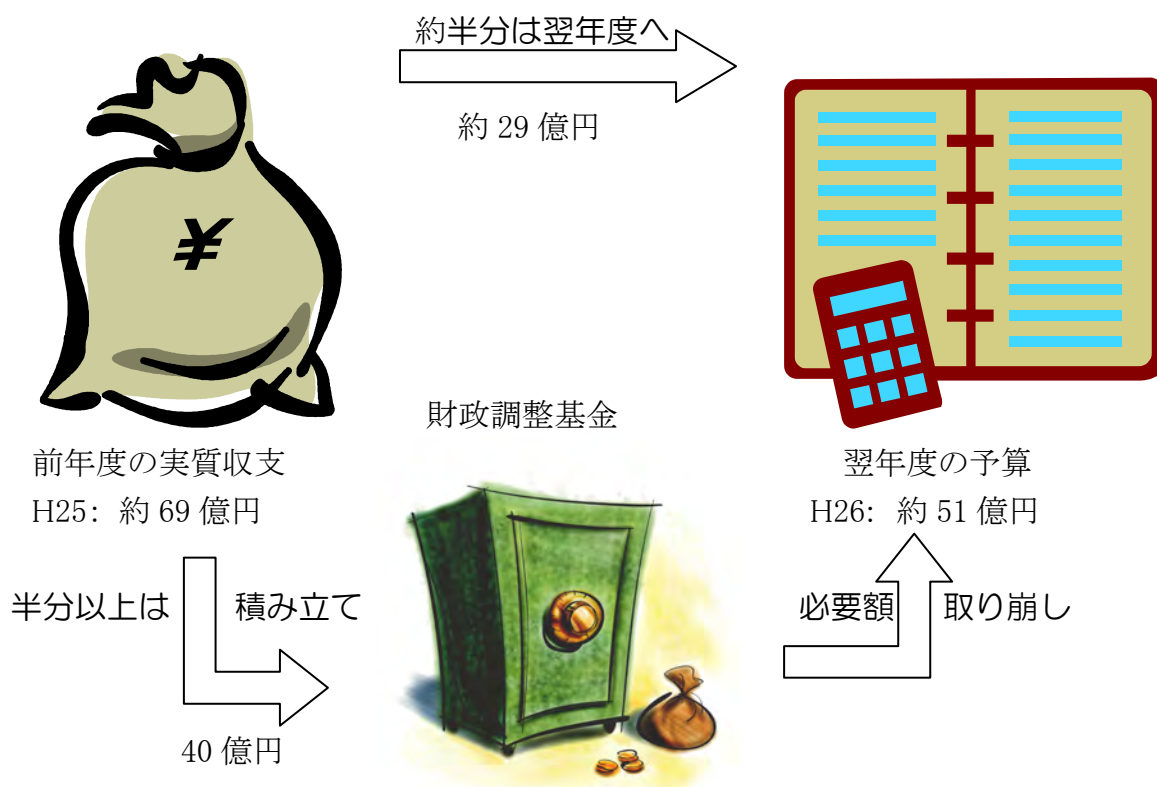 約半分は翌年度へ
約 29 億円
¥
財政調整基金
前年度の実質収支
H25: 約 69 億円
翌年度の予算
H26: 約 51 億円
半分以上は
積み立て
40 億円
必要額
取り崩し